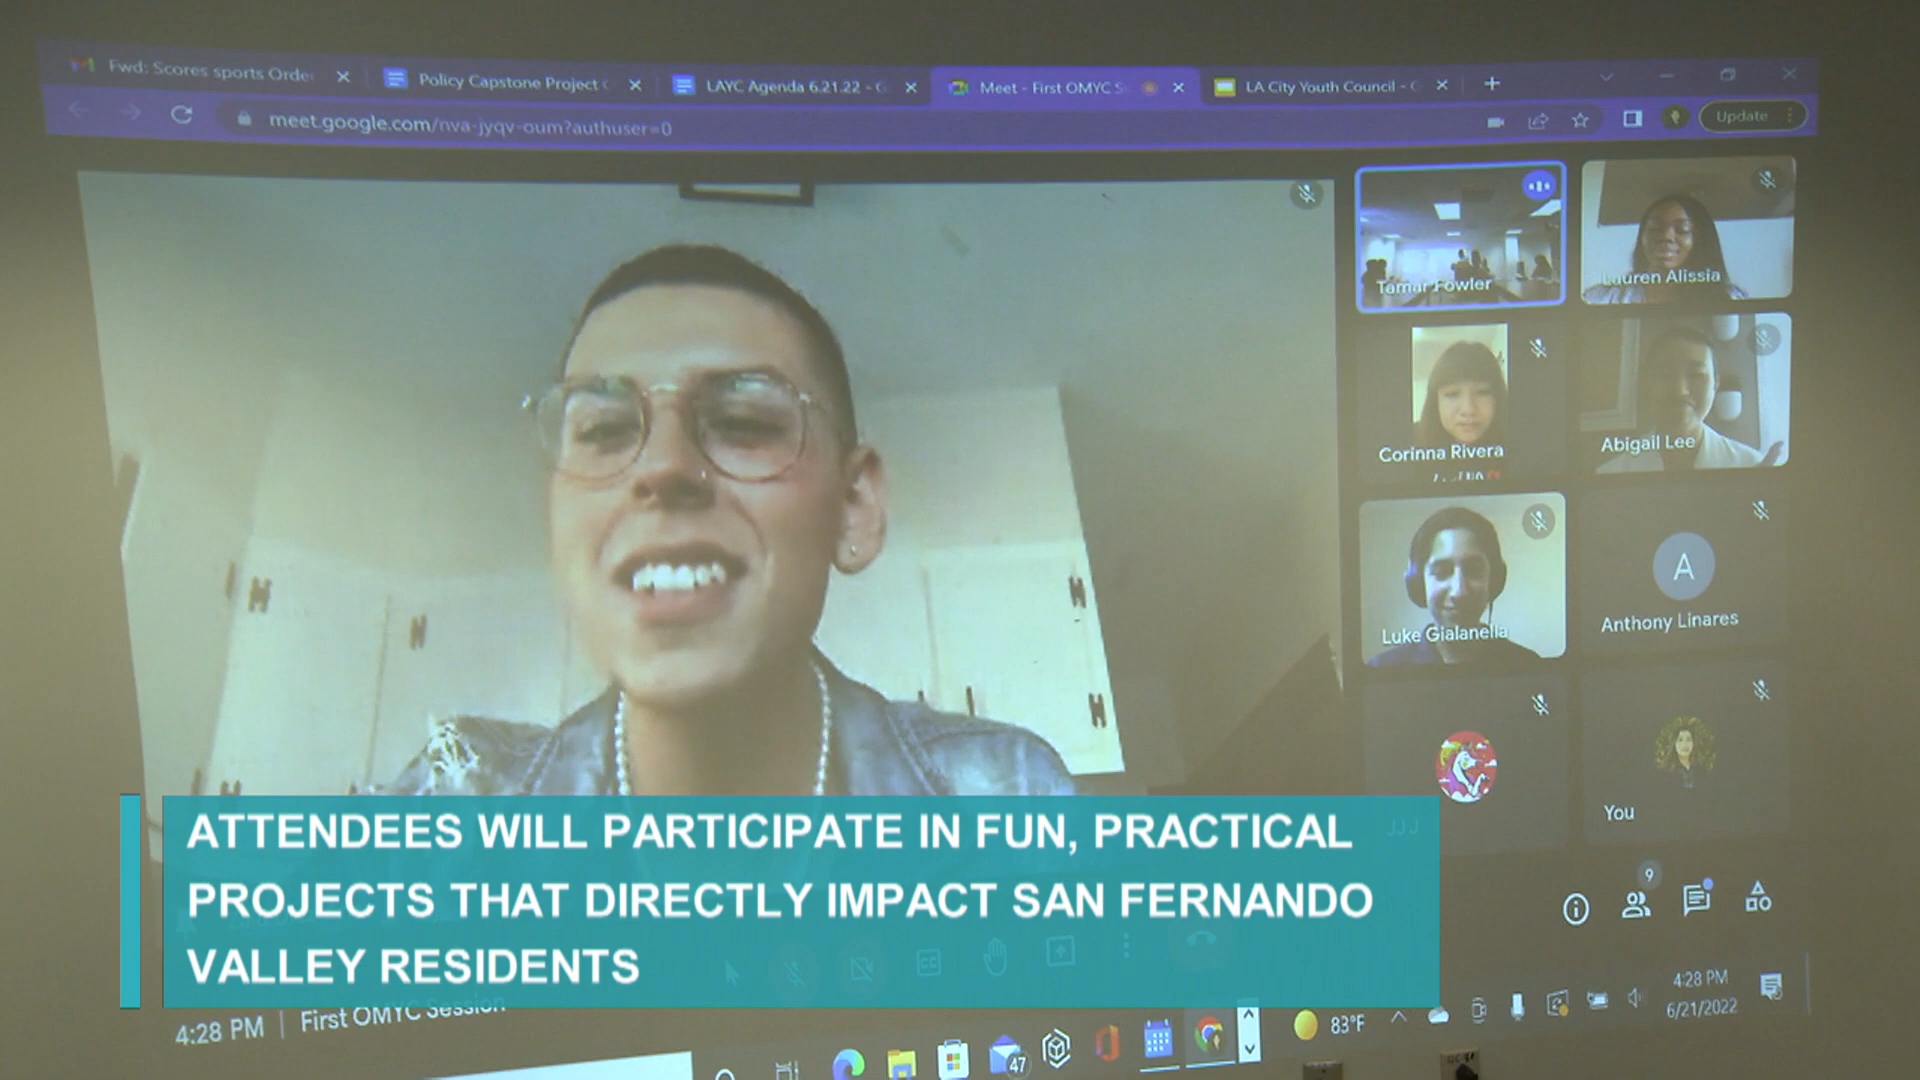 Fwd: Scores sports Orde
Policy Capstone Project
LAYC Agenda 6.21.22 - G
Meet - First OMYC S
LA City Youth Council -
meet.google.com/nva-jyqv-oum?authuser=0
Update
Tamar Fowler
Lauren Alissia
Corinna Rivera
Abigail Lee
Luke Gialanella
A
Anthony Linares
JJJ
You
ATTENDEES WILL PARTICIPATE IN FUN, PRACTICAL
PROJECTS THAT DIRECTLY IMPACT SAN FERNANDO
VALLEY RESIDENTS
9
CC
4:28 PM | First OMYC Session
47
83°F
4:28 PM
6/21/2022